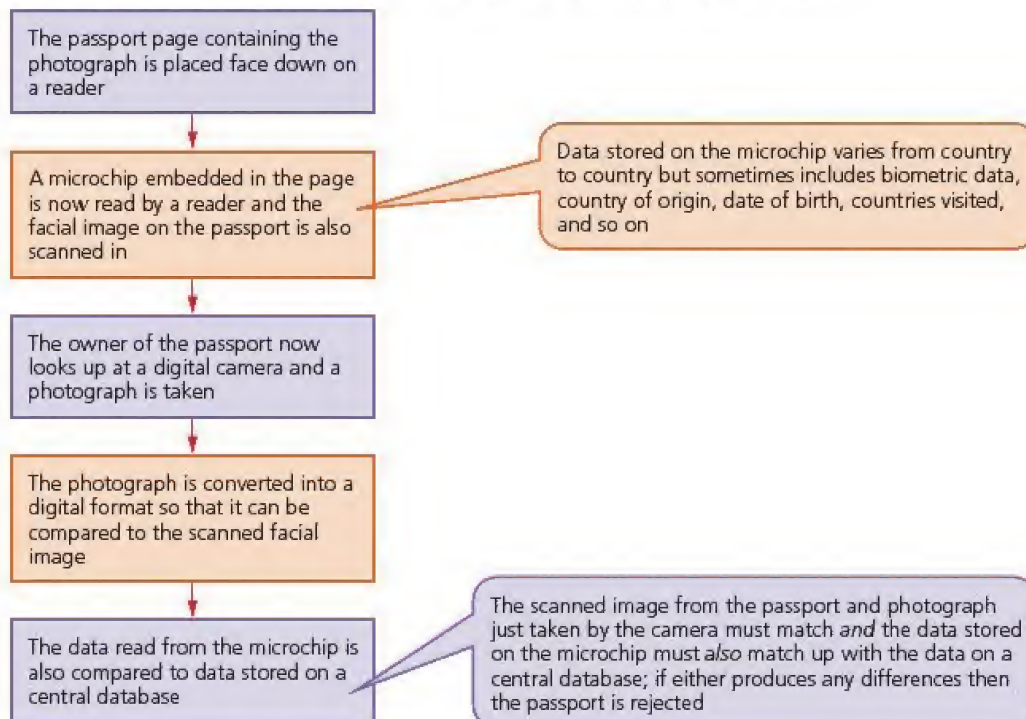 The passport page containing the
photograph is placed face down on
a reader
A microchip embedded in the page
is now read by a reader and the
facial image on the passport is also
scanned in
Data stored on the microchip varies from country
to country but sometimes includes biometric data,
country of origin, date of birth, countries visited,
and so on
The owner of the passport now
looks up at a digital camera and a
photograph is taken
The photograph is converted into a
digital format so that it can be
compared to the scanned facial
image
The data read from the microchip is
also compared to data stored on a
central database
The scanned image from the passport and photograph
just taken by the camera must match and the data stored
on the microchip must also match up with the data on a
central database; if either produces any differences then
the passport is rejected